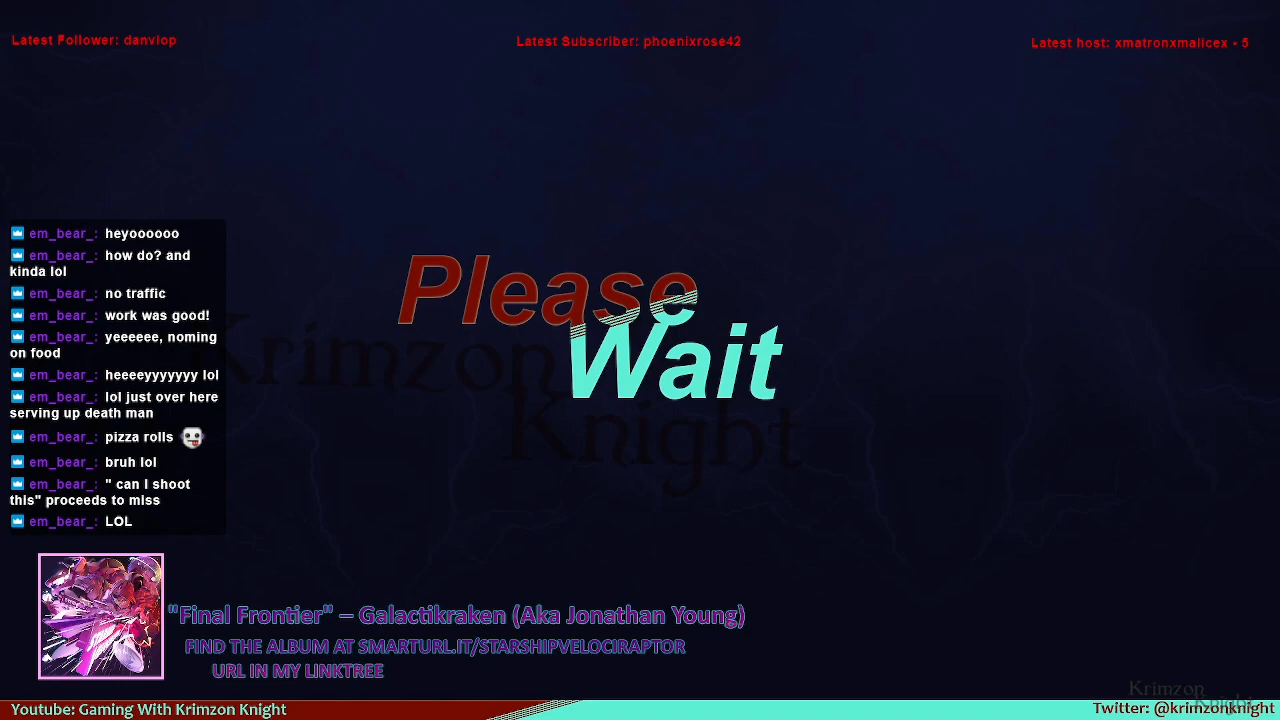 Latest Follower: danviop
Latest Subscriber: phoenixrose42
Latest host: xmatronxmalicex - 5
Please
Wait
Krimzon
Knight
em_bear_: heyoooooo
em_bear_: how do? and
kinda lol
em_bear_: no traffic
em_bear_: work was good!
em_bear_: yeeeeee, noming
on food
em_bear_: heeeeyyyyyyy lol
em_bear_: lol just over here
serving up death man
em_bear_: pizza rolls
em_bear_: bruh lol
em_bear_: " can I shoot
this" proceeds to miss
em_bear_: LOL
"Final Frontier" – Galactikraken (Aka Jonathan Young)
FIND THE ALBUM AT SMARTURL.IT/STARSHIPVELOCIRAPTOR
URL IN MY LINKTREE
Krimzon
Knight
Youtube: Gaming With Krimzon Knight
Twitter: @krimzonknight